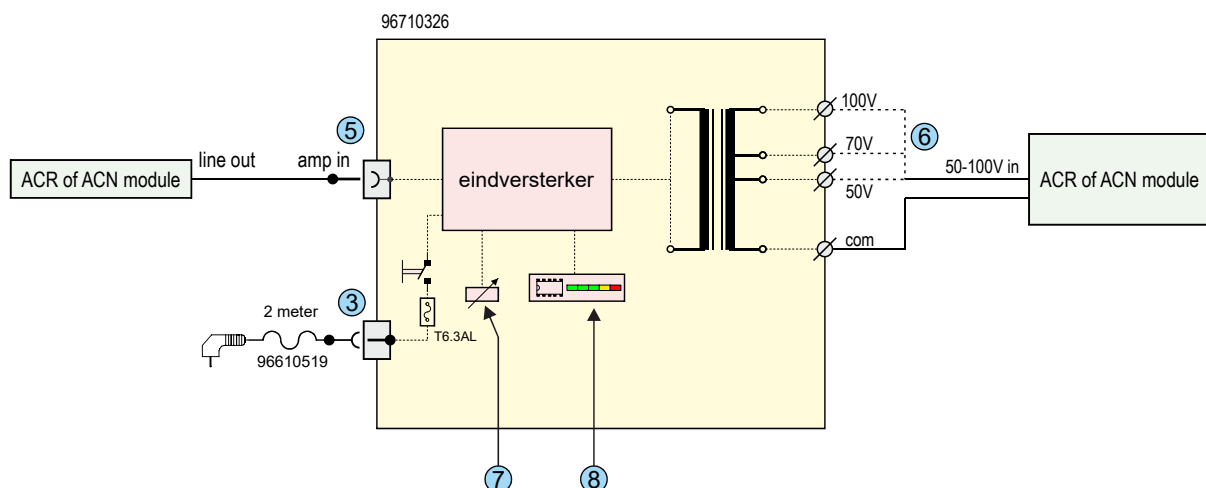 96710326
5
6
100V
70V
50V
com
line out
amp in
ACR of ACN module
eindversterker
50-100V in
ACR of ACN module
3
2 meter
96610519
T6.3AL
7
8